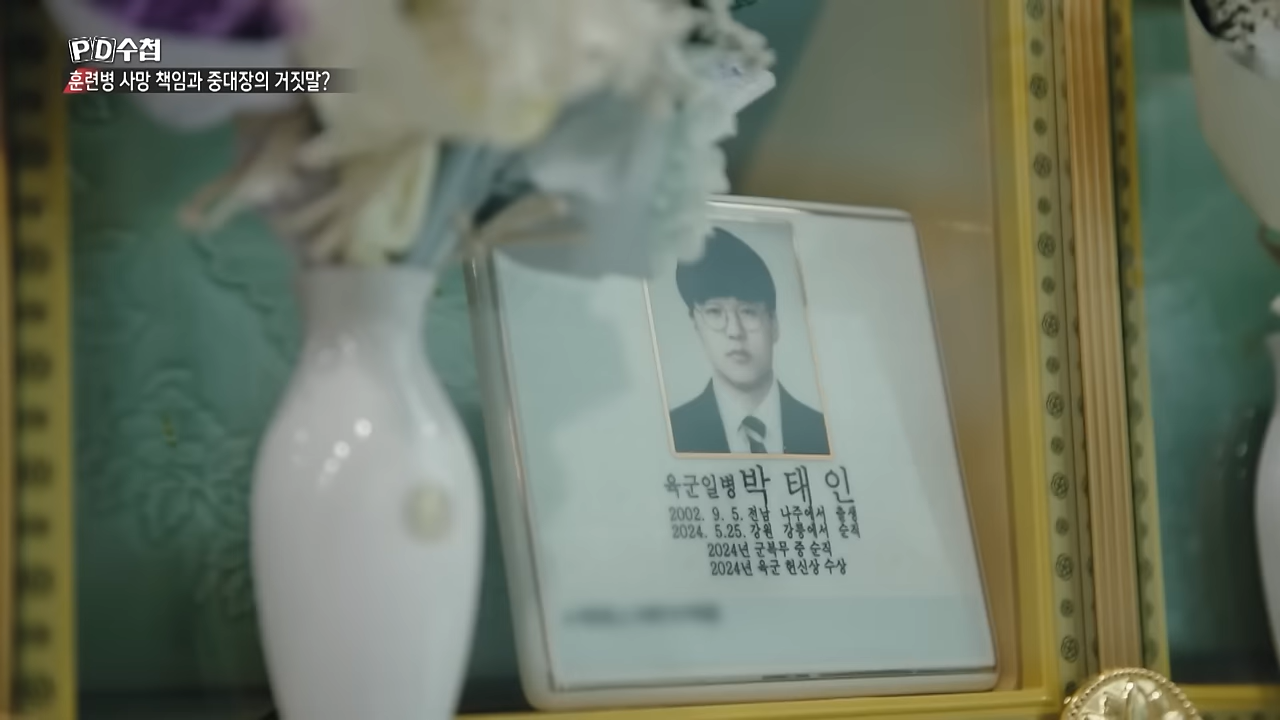 PD수첩
훈련병 사망 책임과 중대장의 거짓말?
육군일병 박 태 인
2002. 9. 5. 전남 나주에서 출생
2024. 5.25. 강원 강릉에서 순직
2024년 군복무 중 순직
2024년 육군 헌신상 수상